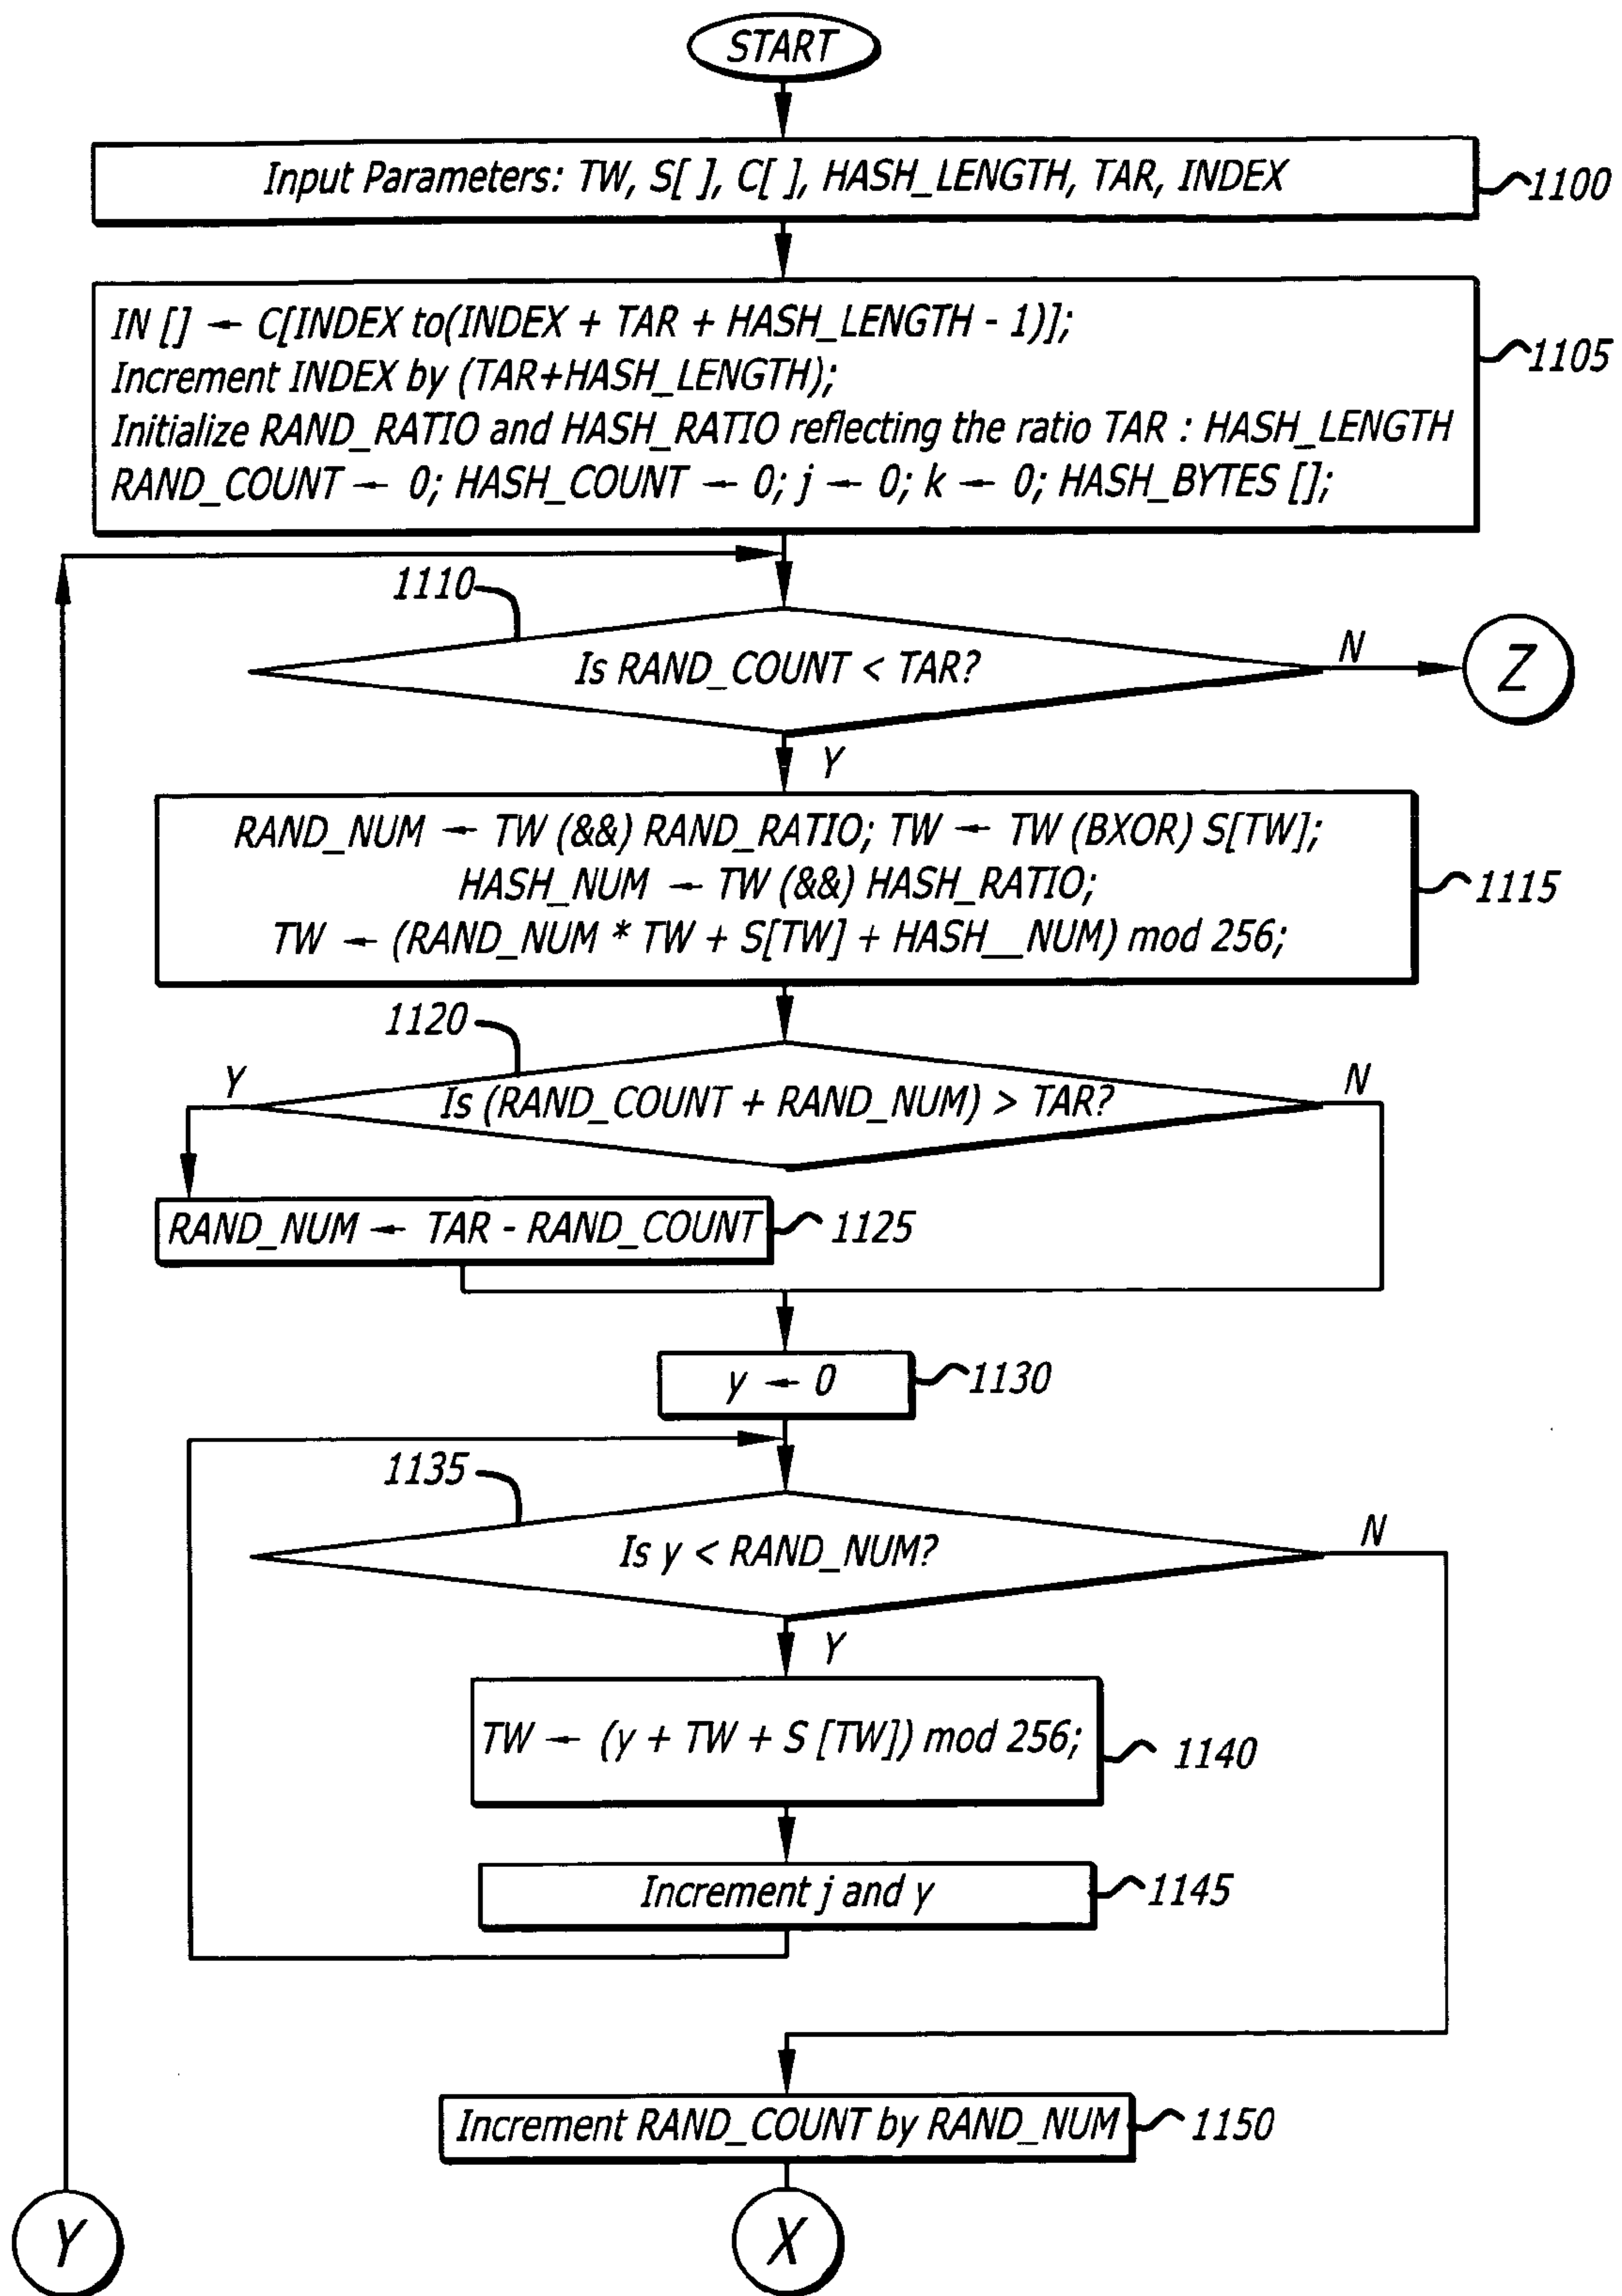 START
Input Parameters: TW, S[ ], C[ ], HASH_LENGTH, TAR, INDEX
1100
IN [] ← C[INDEX to(INDEX + TAR + HASH_LENGTH - 1)];
Increment INDEX by (TAR+HASH_LENGTH);
Initialize RAND_RATIO and HASH_RATIO reflecting the ratio TAR : HASH_LENGTH
RAND_COUNT ← 0; HASH_COUNT ← 0; j ← 0; k ← 0; HASH_BYTES [];
1105
1110
Is RAND_COUNT < TAR?
N
Z
Y
RAND_NUM ← TW (&&) RAND_RATIO; TW ← TW (BXOR) S[TW];
HASH_NUM ← TW (&&) HASH_RATIO;
TW ← (RAND_NUM * TW + S[TW] + HASH__NUM) mod 256;
1115
1120
Y
Is (RAND_COUNT + RAND_NUM) > TAR?
N
RAND_NUM ← TAR - RAND_COUNT
1125
y ← 0
1130
1135
Is y < RAND_NUM?
N
Y
TW ← (y + TW + S [TW]) mod 256;
1140
Increment j and y
1145
Increment RAND_COUNT by RAND_NUM
1150
Y
X